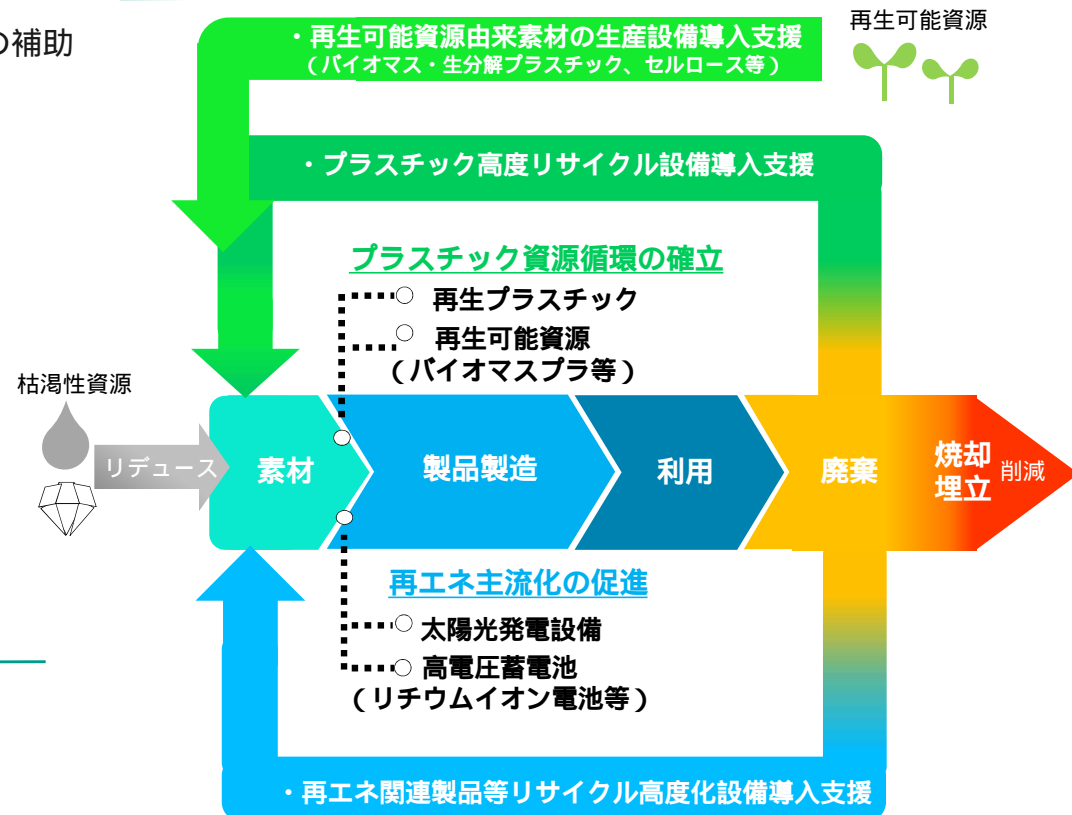 の補助
再生可能資源
・再生可能資源由来素材の生産設備導入支援
（バイオマス・生分解プラスチック、セルロース等）
・プラスチック高度リサイクル設備導入支援
プラスチック資源循環の確立
再生プラスチック
再生可能資源
（バイオマスプラ等）
枯渇性資源
リデュース
素材
製品製造
利用
廃棄
焼却
埋立
削減
再エネ主流化の促進
太陽光発電設備
高電圧蓄電池
（リチウムイオン電池等）
・再エネ関連製品等リサイクル高度化設備導入支援